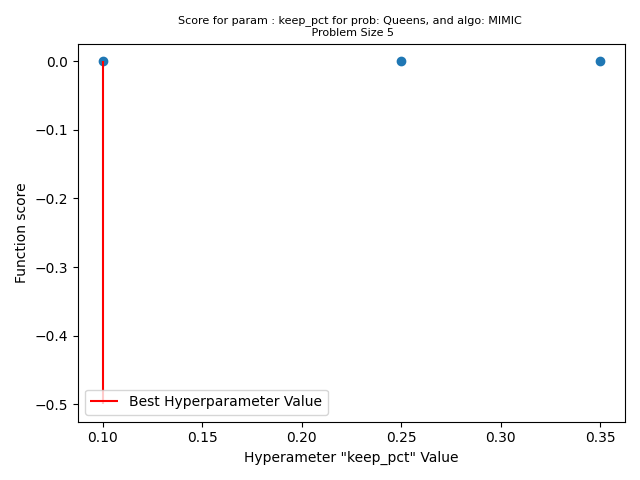 Score for param : keep_pct for prob: Queens, and algo: MIMIC
Problem Size 5
Function score
0.0
−0.1
−0.2
−0.3
−0.4
−0.5
Best Hyperparameter Value
0.10
0.15
0.20
0.25
0.30
0.35
Hyperameter "keep_pct" Value